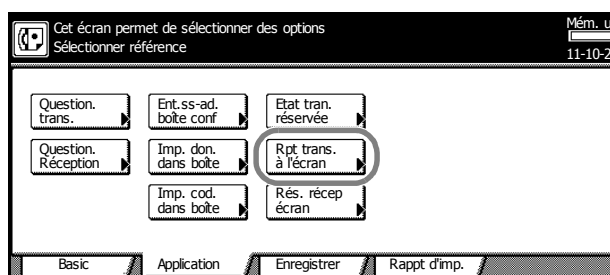 Cet écran permet de sélectionner des options
Sélectionner référence
Mém. u
11-10-2
Question.
trans.
Ent.ss-ad.
boîte conf
Etat tran.
réservée
Question.
Réception
Imp. don.
dans boîte
Rpt trans.
à l'écran
Imp. cod.
dans boîte
Rés. récep
écran
Basic
Application
Enregistrer
Rappt d'imp.